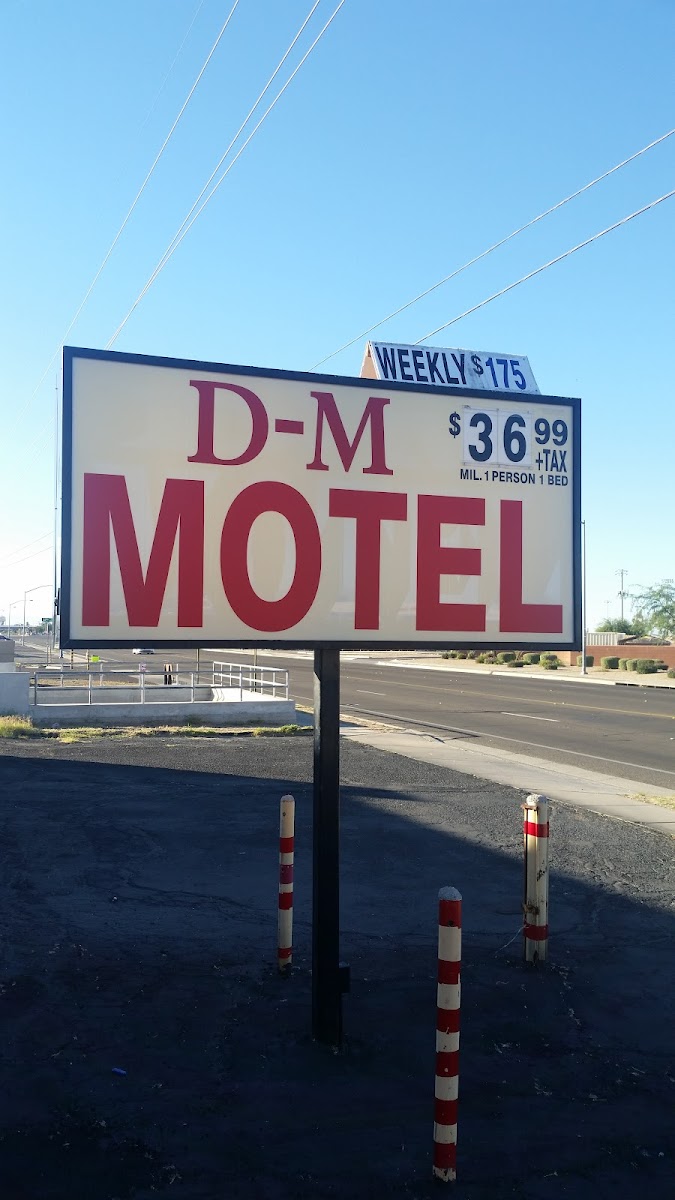 WEEKLY $175
D-M
$36 99
+TAX
MIL. 1 PERSON 1 BED
MOTEL